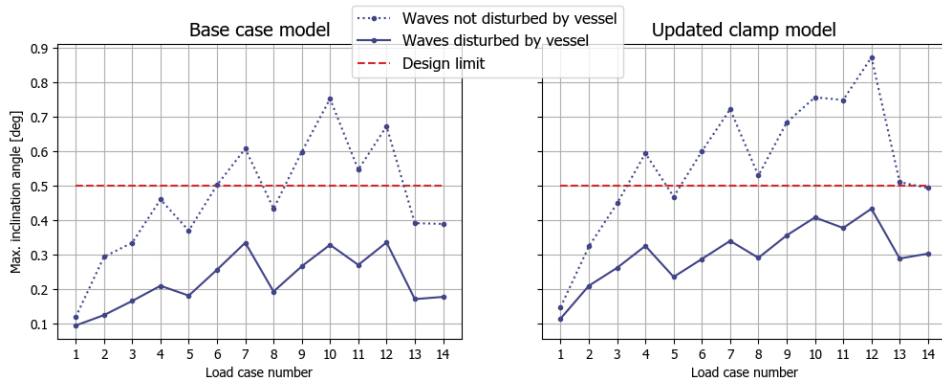 Base case model
Waves not disturbed by vessel
Waves disturbed by vessel
Design limit
Updated clamp model
Max. inclination angle [deg]
0.9
0.8
0.7
0.6
0.5
0.4
0.3
0.2
0.1
1 2 3 4 5 6 7 8 9 10 11 12 13 14
Load case number
1 2 3 4 5 6 7 8 9 10 11 12 13 14
Load case number